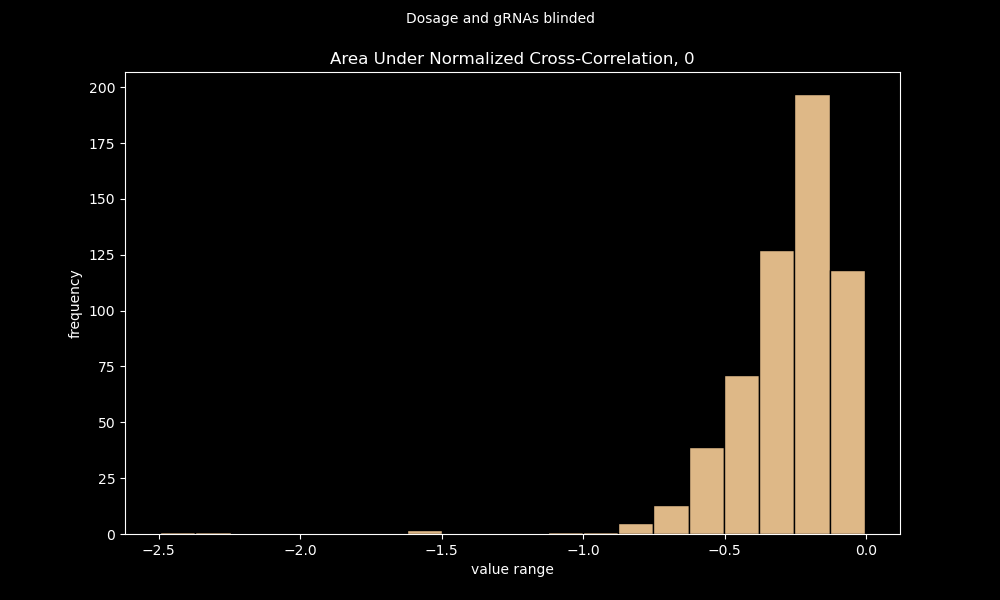 Dosage and gRNAs blinded
Area Under Normalized Cross-Correlation, 0
200
175
150
125
100
75
50
25
0
frequency
−2.5 −2.0 −1.5 −1.0 −0.5 0.0
value range